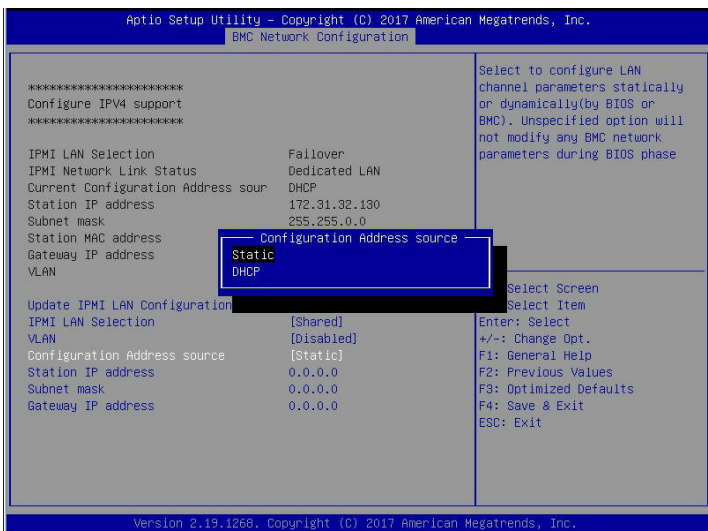 Aptio Setup Utility – Copyright (C) 2017 American Megatrends, Inc.
BMC Network Configuration
************************
Configure IPV4 support
************************
IPMI LAN Selection Failover
IPMI Network Link Status Dedicated LAN
Current Configuration Address sour DHCP
Station IP address 172.31.32.130
Subnet mask 255.255.0.0
Station MAC address
Gateway IP address
VLAN
Configuration Address source
Static
DHCP
Update IPMI LAN Configuration
IPMI LAN Selection [Shared]
VLAN [Disabled]
Configuration Address source [Static]
Station IP address 0.0.0.0
Subnet mask 0.0.0.0
Gateway IP address 0.0.0.0
Select to configure LAN
channel parameters statically
or dynamically(by BIOS or
BMC). Unspecified option will
not modify any BMC network
parameters during BIOS phase
Select Screen
Select Item
Enter: Select
+/-: Change Opt.
F1: General Help
F2: Previous Values
F3: Optimized Defaults
F4: Save & Exit
ESC: Exit
Version 2.19.1268. Copyright (C) 2017 American Megatrends, Inc.